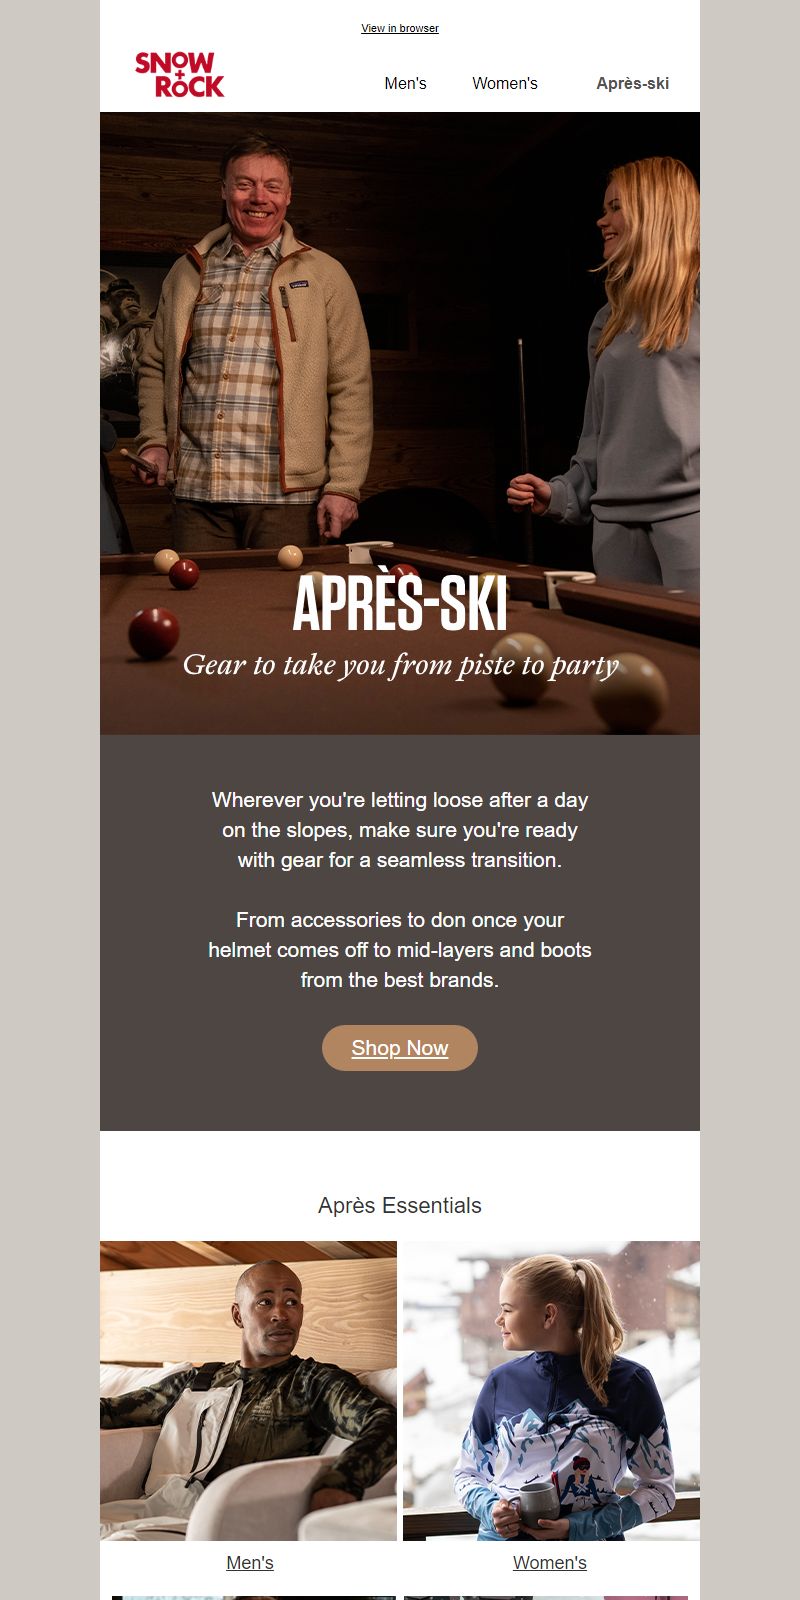 View in browser
SNOW
+
ROCK
Men's
Women's
Après-ski
APRÈS-SKI
Gear to take you from piste to party
Wherever you're letting loose after a day
on the slopes, make sure you're ready
with gear for a seamless transition.
From accessories to don once your
helmet comes off to mid-layers and boots
from the best brands.
Shop Now
Après Essentials
Men's
Women's